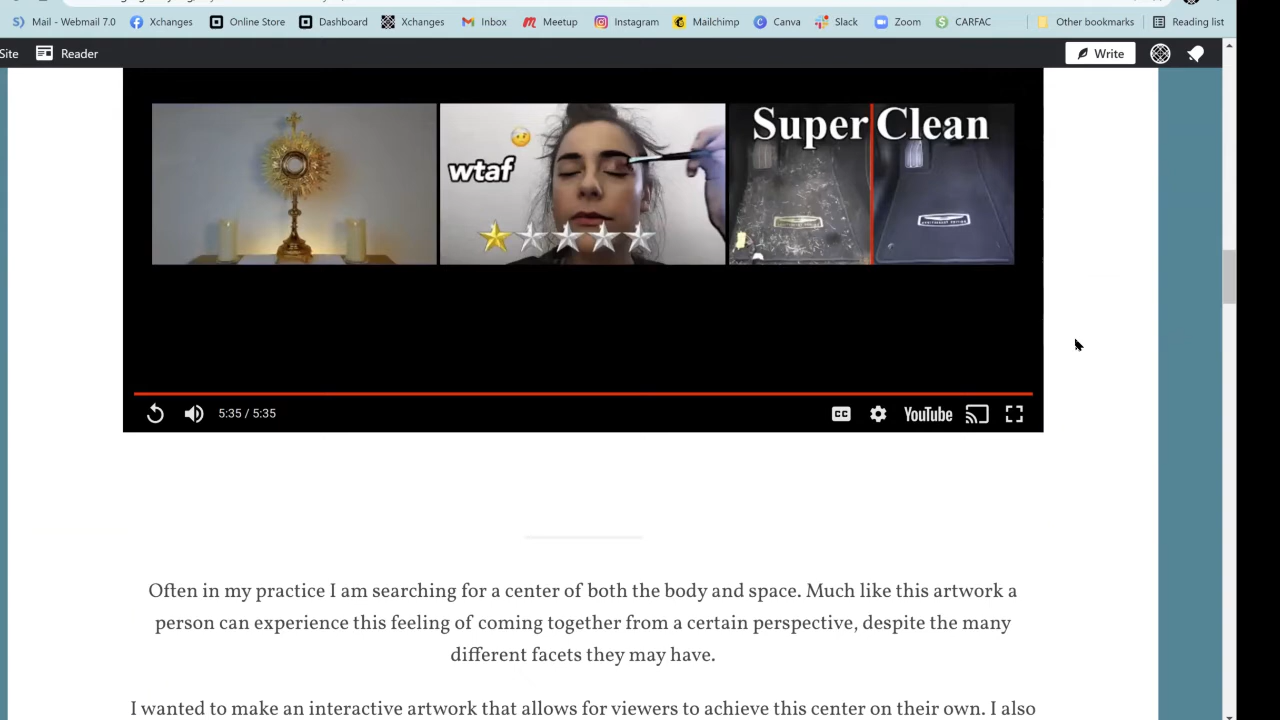 Mail - Webmail 7.0 Xchanges Online Store Dashboard Xchanges Inbox Meetup Instagram Mailchimp Canva Slack Zoom CARFAC Other bookmarks Reading list
Site Reader Write
wtaf
Super Clean
5:35 / 5:35 CC YouTube
Often in my practice I am searching for a center of both the body and space. Much like this artwork a
person can experience this feeling of coming together from a certain perspective, despite the many
different facets they may have.
I wanted to make an interactive artwork that allows for viewers to achieve this center on their own. I also